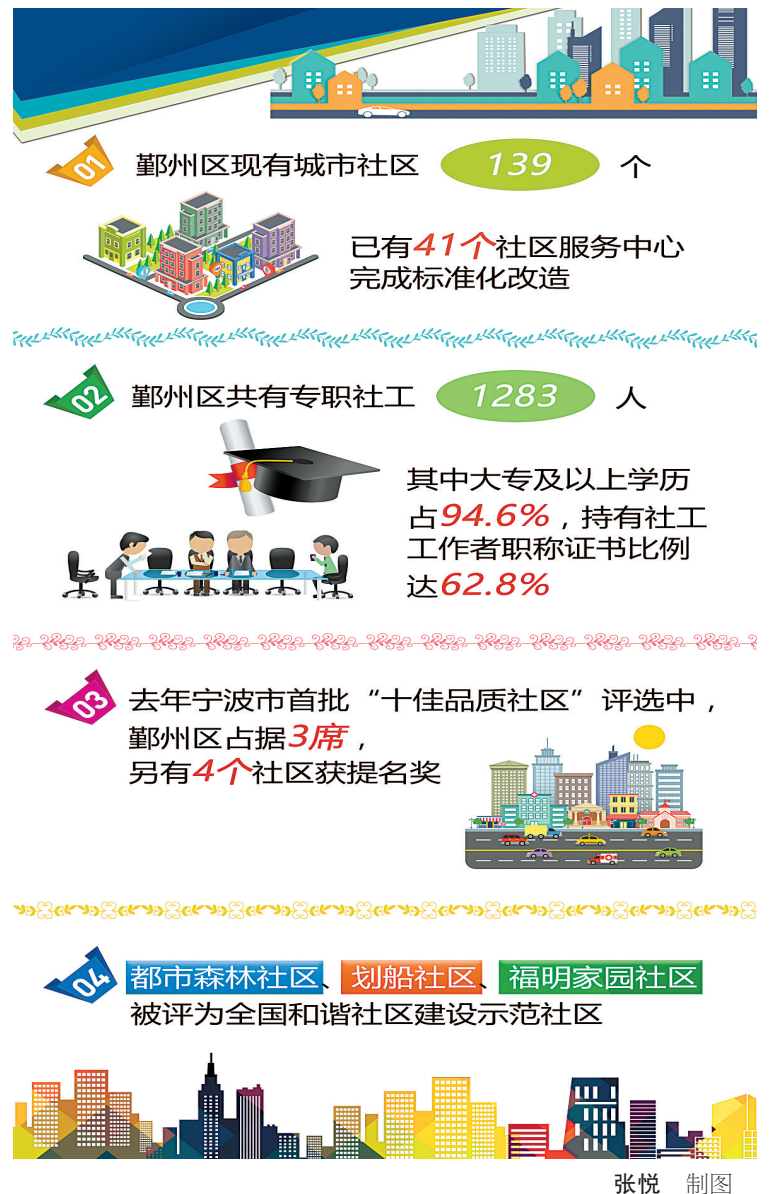 01 鄞州区现有城市社区 139 个
已有41个社区服务中心
完成标准化改造
02 鄞州区共有专职社工 1283 人
其中大专及以上学历
占94.6%，持有社工
工作者职称证书比例
达62.8%
03 去年宁波市首批“十佳品质社区”评选中，
鄞州区占据3席，
另有4个社区获提名奖
04 都市森林社区、划船社区、福明家园社区
被评为全国和谐社区建设示范社区
张悦 制图